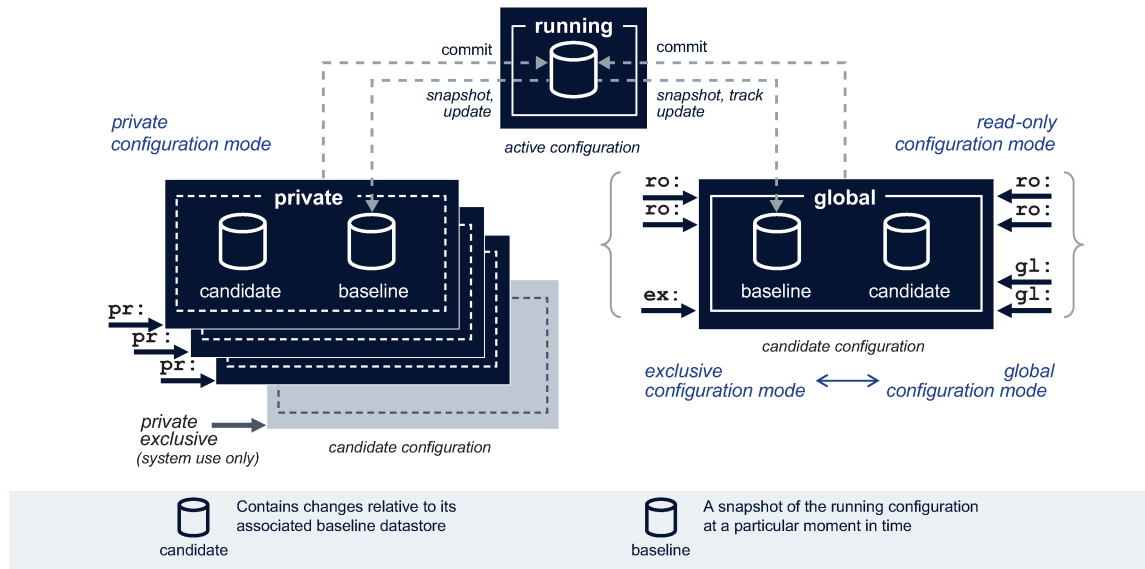 running
commit
commit
snapshot,
update
snapshot, track
update
active configuration
private
configuration mode
read-only
configuration mode
private
candidate
baseline
pr:
pr:
pr:
private
exclusive
(system use only)
candidate configuration
ro:
ro:
ex:
global
baseline
candidate
ro:
ro:
gl:
gl:
candidate configuration
exclusive
configuration mode
global
configuration mode
candidate
Contains changes relative to its
associated baseline datastore
baseline
A snapshot of the running configuration
at a particular moment in time